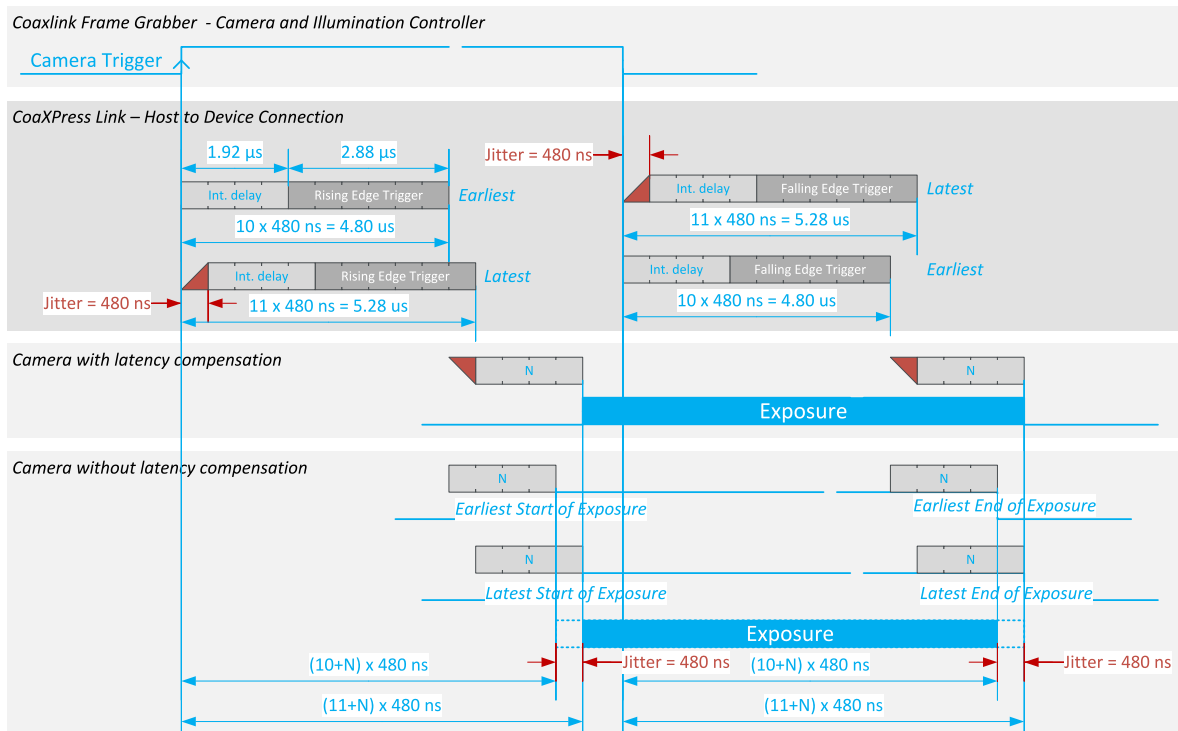 Coaxlink Frame Grabber - Camera and Illumination Controller
Camera Trigger
CoaXPress Link – Host to Device Connection
1.92 µs
2.88 µs
Int. delay
Rising Edge Trigger
Earliest
10 x 480 ns = 4.80 us
Int. delay
Rising Edge Trigger
Latest
Jitter = 480 ns
11 x 480 ns = 5.28 us
Jitter = 480 ns
Int. delay
Falling Edge Trigger
Latest
11 x 480 ns = 5.28 us
Int. delay
Falling Edge Trigger
Earliest
10 x 480 ns = 4.80 us
Camera with latency compensation
N
N
Exposure
Camera without latency compensation
N
N
Earliest Start of Exposure
Earliest End of Exposure
N
N
Latest Start of Exposure
Latest End of Exposure
Exposure
(10+N) x 480 ns
Jitter = 480 ns
(10+N) x 480 ns
Jitter = 480 ns
(11+N) x 480 ns
(11+N) x 480 ns